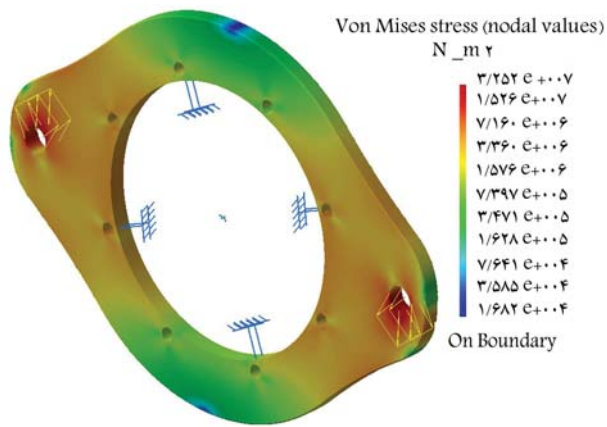 Von Mises stress (nodal values)
N _m ۲
۳/۲۵۲ e +۰۰۷
۱/۵۲۶ e+۰۰۷
۷/۱۶۰ e+۰۰۶
۳/۳۶۰ e+۰۰۶
۱/۵۷۶ e+۰۰۶
۷/۳۹۷ e+۰۰۵
۳/۴۷۱ e+۰۰۵
۱/۶۲۸ e+۰۰۵
۷/۶۴۱ e+۰۰۴
۳/۵۸۵ e+۰۰۴
۱/۶۸۲ e+۰۰۴
On Boundary